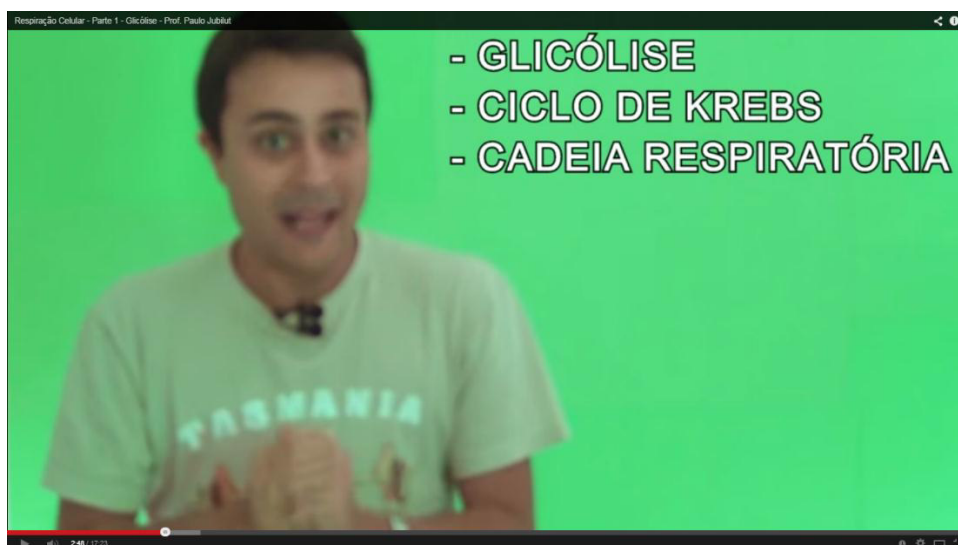 Respiração Celular - Parte 1 - Glicólise - Prof. Paulo Jubilut
- GLICÓLISE
- CICLO DE KREBS
- CADEIA RESPIRATÓRIA
TASMANIA
2:48 / 17:23